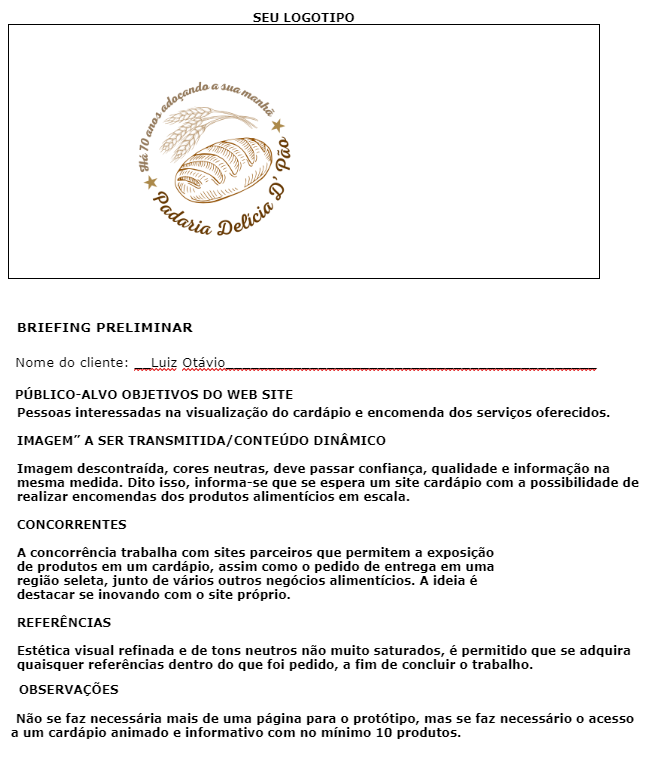 SEU LOGOTIPO
Há 70 anos adoçando a sua manhã
Padaria Delícia D' Pão
BRIEFING PRELIMINAR
Nome do cliente: __Luiz Otávio______________________________________________
PÚBLICO-ALVO OBJETIVOS DO WEB SITE
Pessoas interessadas na visualização do cardápio e encomenda dos serviços oferecidos.
IMAGEM” A SER TRANSMITIDA/CONTEÚDO DINÂMICO
Imagem descontraída, cores neutras, deve passar confiança, qualidade e informação na
mesma medida. Dito isso, informa-se que se espera um site cardápio com a possibilidade de
realizar encomendas dos produtos alimentícios em escala.
CONCORRENTES
A concorrência trabalha com sites parceiros que permitem a exposição
de produtos em um cardápio, assim como o pedido de entrega em uma
região seleta, junto de vários outros negócios alimentícios. A ideia é
destacar se inovando com o site próprio.
REFERÊNCIAS
Estética visual refinada e de tons neutros não muito saturados, é permitido que se adquira
quaisquer referências dentro do que foi pedido, a fim de concluir o trabalho.
OBSERVAÇÕES
Não se faz necessária mais de uma página para o protótipo, mas se faz necessário o acesso
a um cardápio animado e informativo com no mínimo 10 produtos.